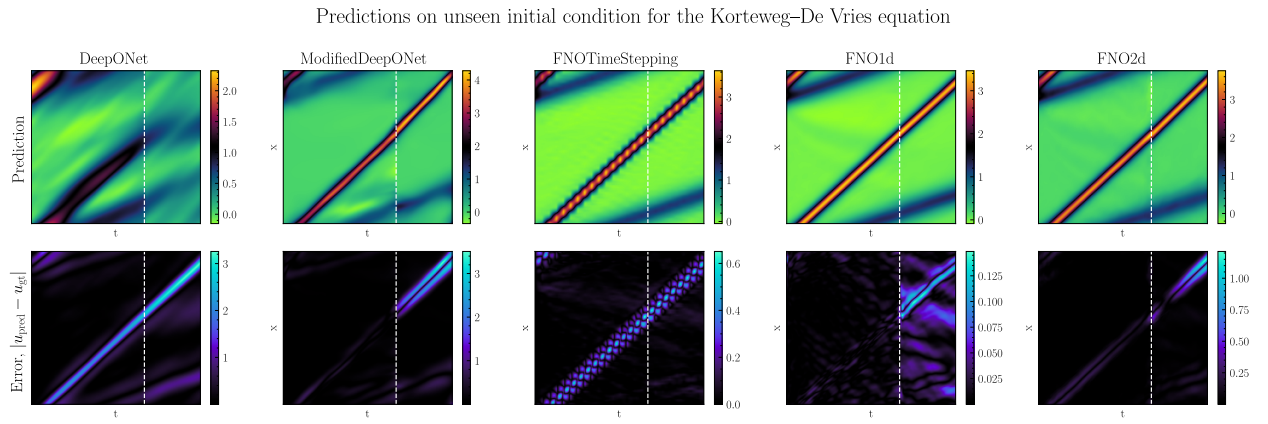 Predictions on unseen initial condition for the Korteweg–De Vries equation
DeepONet
ModifiedDeepONet
FNOTimeStepping
FNO1d
FNO2d
Prediction
2.0
1.5
1.0
0.5
0.0
t
x
4
3
2
1
0
t
x
3
2
1
0
t
x
3
2
1
0
t
x
3
2
1
0
t
Error, |u_pred − u_gt|
3
2
1
t
x
3
2
1
t
x
0.6
0.4
0.2
0.0
t
x
0.125
0.100
0.075
0.050
0.025
t
x
1.00
0.75
0.50
0.25
t